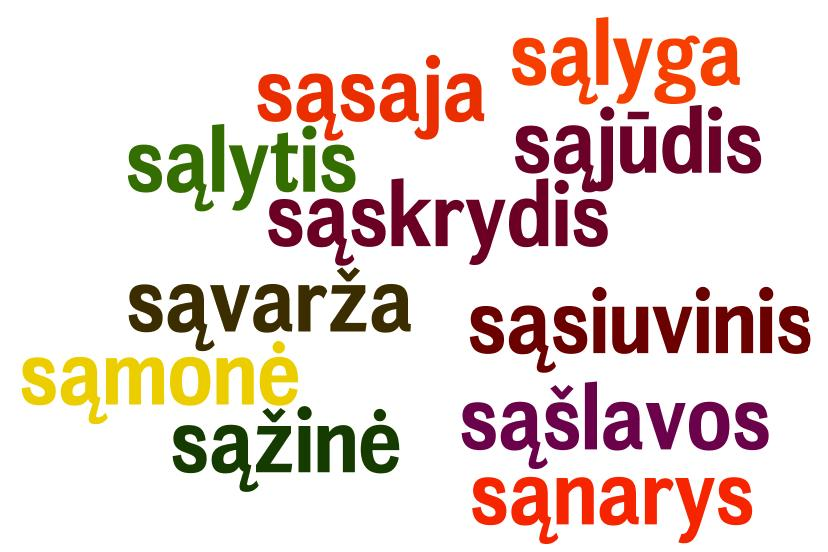 sąlyga
sąsaja
sąjūdis
sąlytis
sąskrydis
sąvarža
sąsiuvinis
sąmonė
sąšlavos
sąžinė
sąnarys